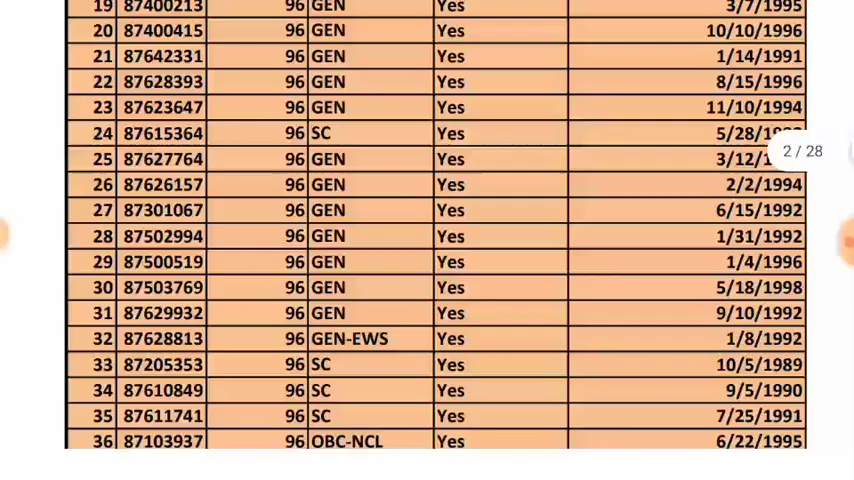 19 87400213 96 GEN Yes 3/7/1995
20 87400415 96 GEN Yes 10/10/1996
21 87642331 96 GEN Yes 1/14/1991
22 87628393 96 GEN Yes 8/15/1996
23 87623647 96 GEN Yes 11/10/1994
24 87615364 96 SC Yes
25 87627764 96 GEN Yes
2 / 28
26 87626157 96 GEN Yes 2/2/1994
27 87301067 96 GEN Yes 6/15/1992
28 87502994 96 GEN Yes 1/31/1992
29 87500519 96 GEN Yes 1/4/1996
30 87503769 96 GEN Yes 5/18/1998
31 87629932 96 GEN Yes 9/10/1992
32 87628813 96 GEN-EWS Yes 1/8/1992
33 87205353 96 SC Yes 10/5/1989
34 87610849 96 SC Yes 9/5/1990
35 87611741 96 SC Yes 7/25/1991
36 87103937 96 OBC-NCL Yes 6/22/1995